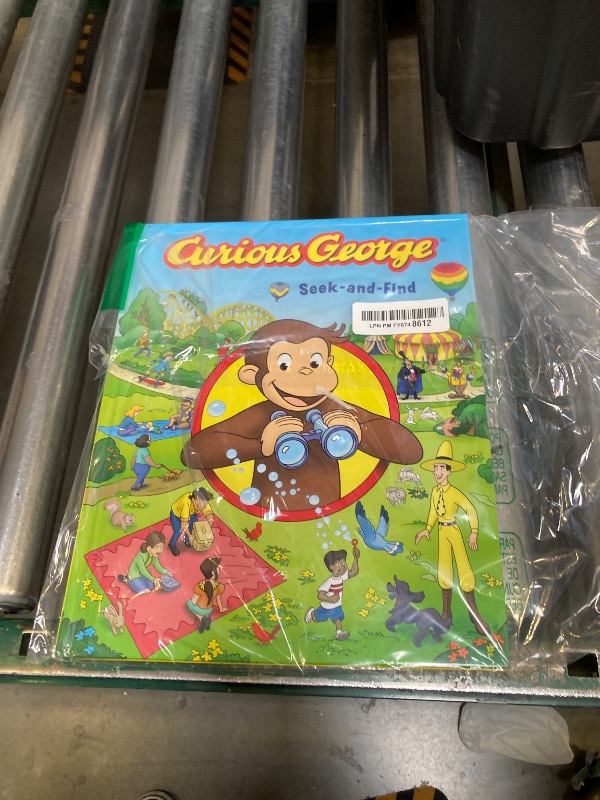 Curious George®
Seek-and-Find
LPN PM FY674 8612